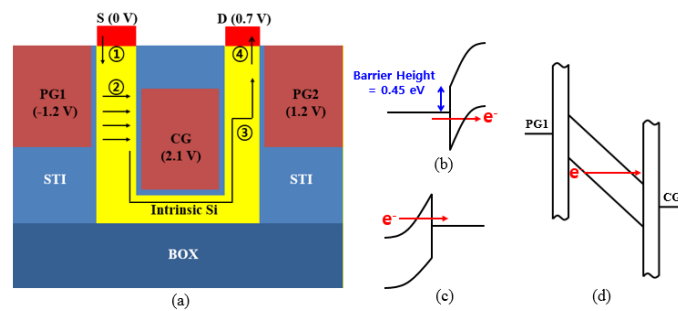 S (0 V)
D (0.7 V)
①
④
PG1
(-1.2 V)
②
CG
(2.1 V)
③
PG2
(1.2 V)
STI
STI
Intrinsic Si
BOX
(a)
Barrier Height
= 0.45 eV
e-
(b)
e-
(c)
PG1
e
CG
(d)